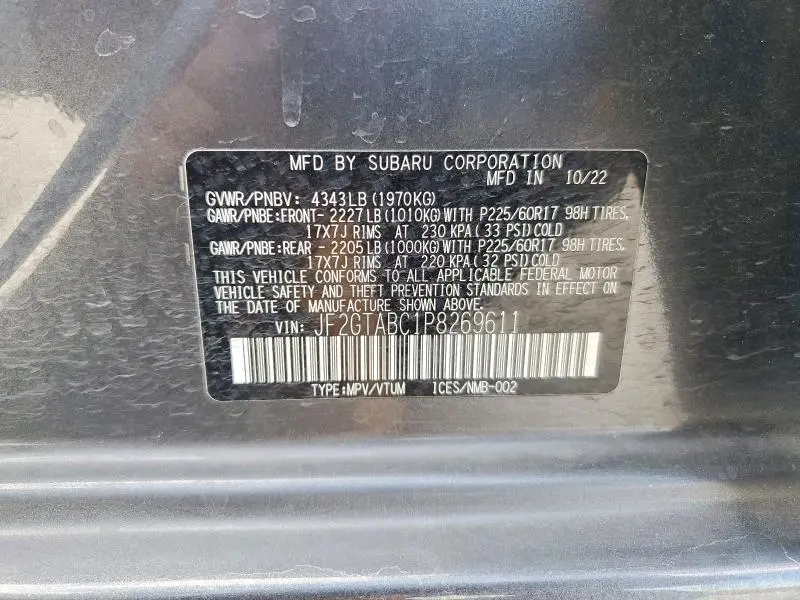 MFD BY SUBARU CORPORATION
MFD IN 10/22
GVWR/PNBV: 4343LB (1970KG)
GAWR/PNBE:FRONT- 2227LB (1010KG) WITH P225/60R17 98H TIRES,
17X7J RIMS AT 230 KPA( 33 PSI) COLD
GAWR/PNBE:REAR - 2205LB (1000KG) WITH P225/60R17 98H TIRES,
17X7J RIMS AT 220 KPA( 32 PSI) COLD
THIS VEHICLE CONFORMS TO ALL APPLICABLE FEDERAL MOTOR
VEHICLE SAFETY AND THEFT PREVENTION STANDARDS IN EFFECT ON
THE DATE OF MANUFACTURE SHOWN ABOVE.
VIN: JF2GTABC1P8269611
TYPE:MPV/VTUM ICES/NMB-002